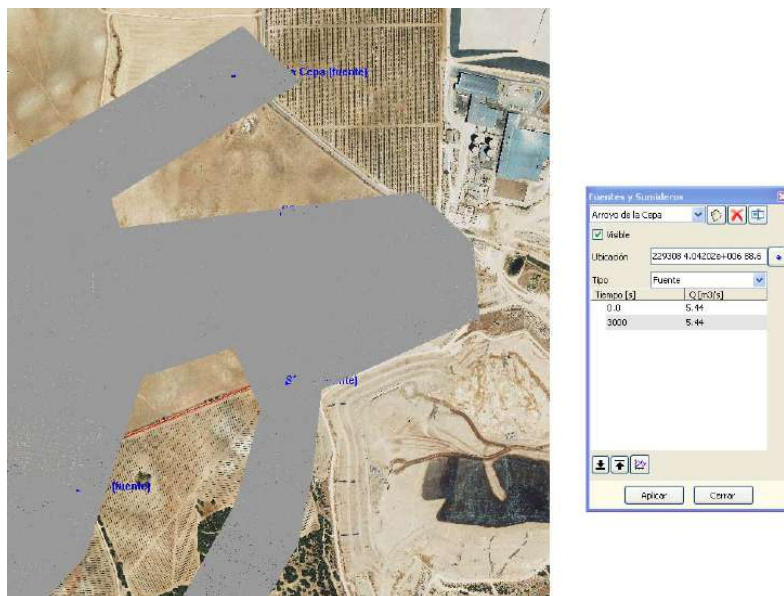 a Cepa (fuente)
(fuente)
Fuentes y Sumideros
Arroyo de la Cepa
Visible
Ubicación 229308 4.04202e+006 88.6
Tipo Fuente
Tiempo [s] Q [m3/s]
0.0 5.44
3000 5.44
Aplicar Cerrar